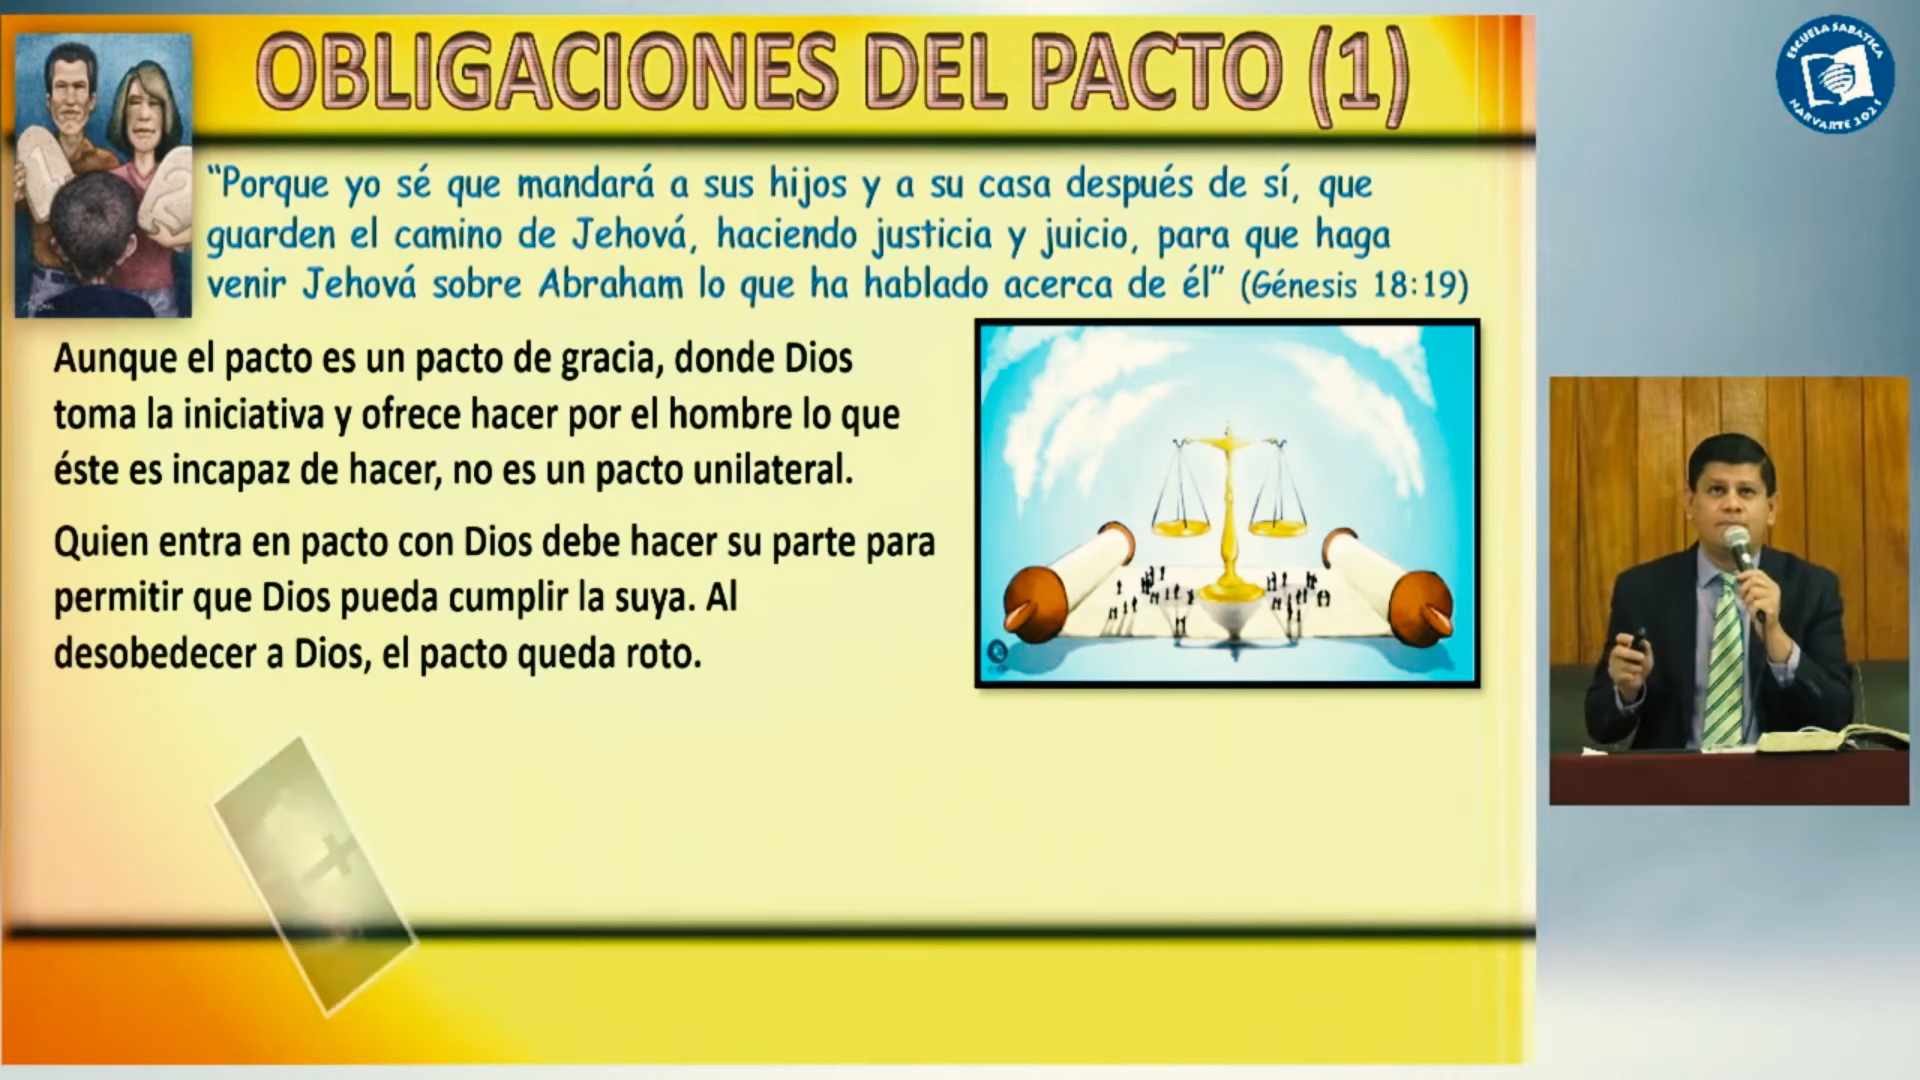 OBLIGACIONES DEL PACTO (1)
“Porque yo sé que mandará a sus hijos y a su casa después de sí, que
guarden el camino de Jehová, haciendo justicia y juicio, para que haga
venir Jehová sobre Abraham lo que ha hablado acerca de él” (Génesis 18:19)
Aunque el pacto es un pacto de gracia, donde Dios
toma la iniciativa y ofrece hacer por el hombre lo que
éste es incapaz de hacer, no es un pacto unilateral.
Quien entra en pacto con Dios debe hacer su parte para
permitir que Dios pueda cumplir la suya. Al
desobedecer a Dios, el pacto queda roto.
ESCUELA SABATICA
NARVARTE 2021
1
2